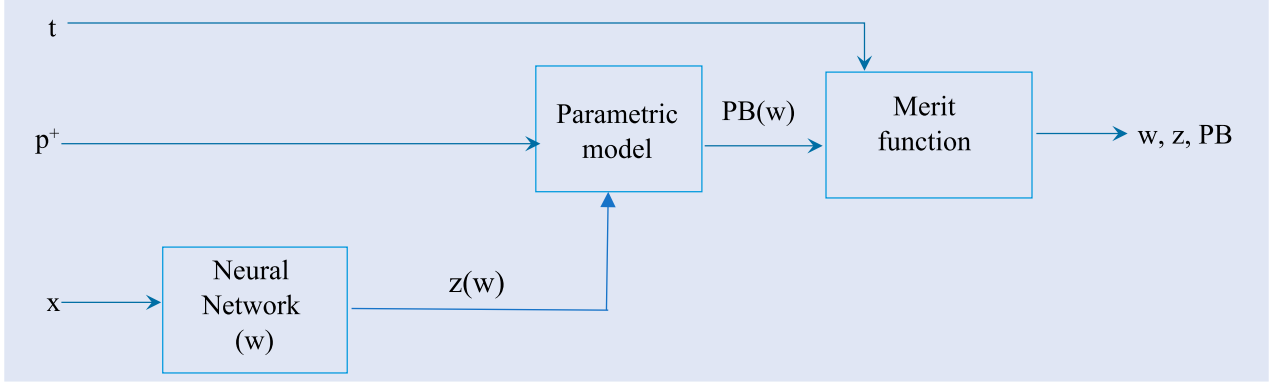 t
Parametric
model
PB(w)
Merit
function
p⁺
w, z, PB
Neural
Network
(w)
z(w)
x